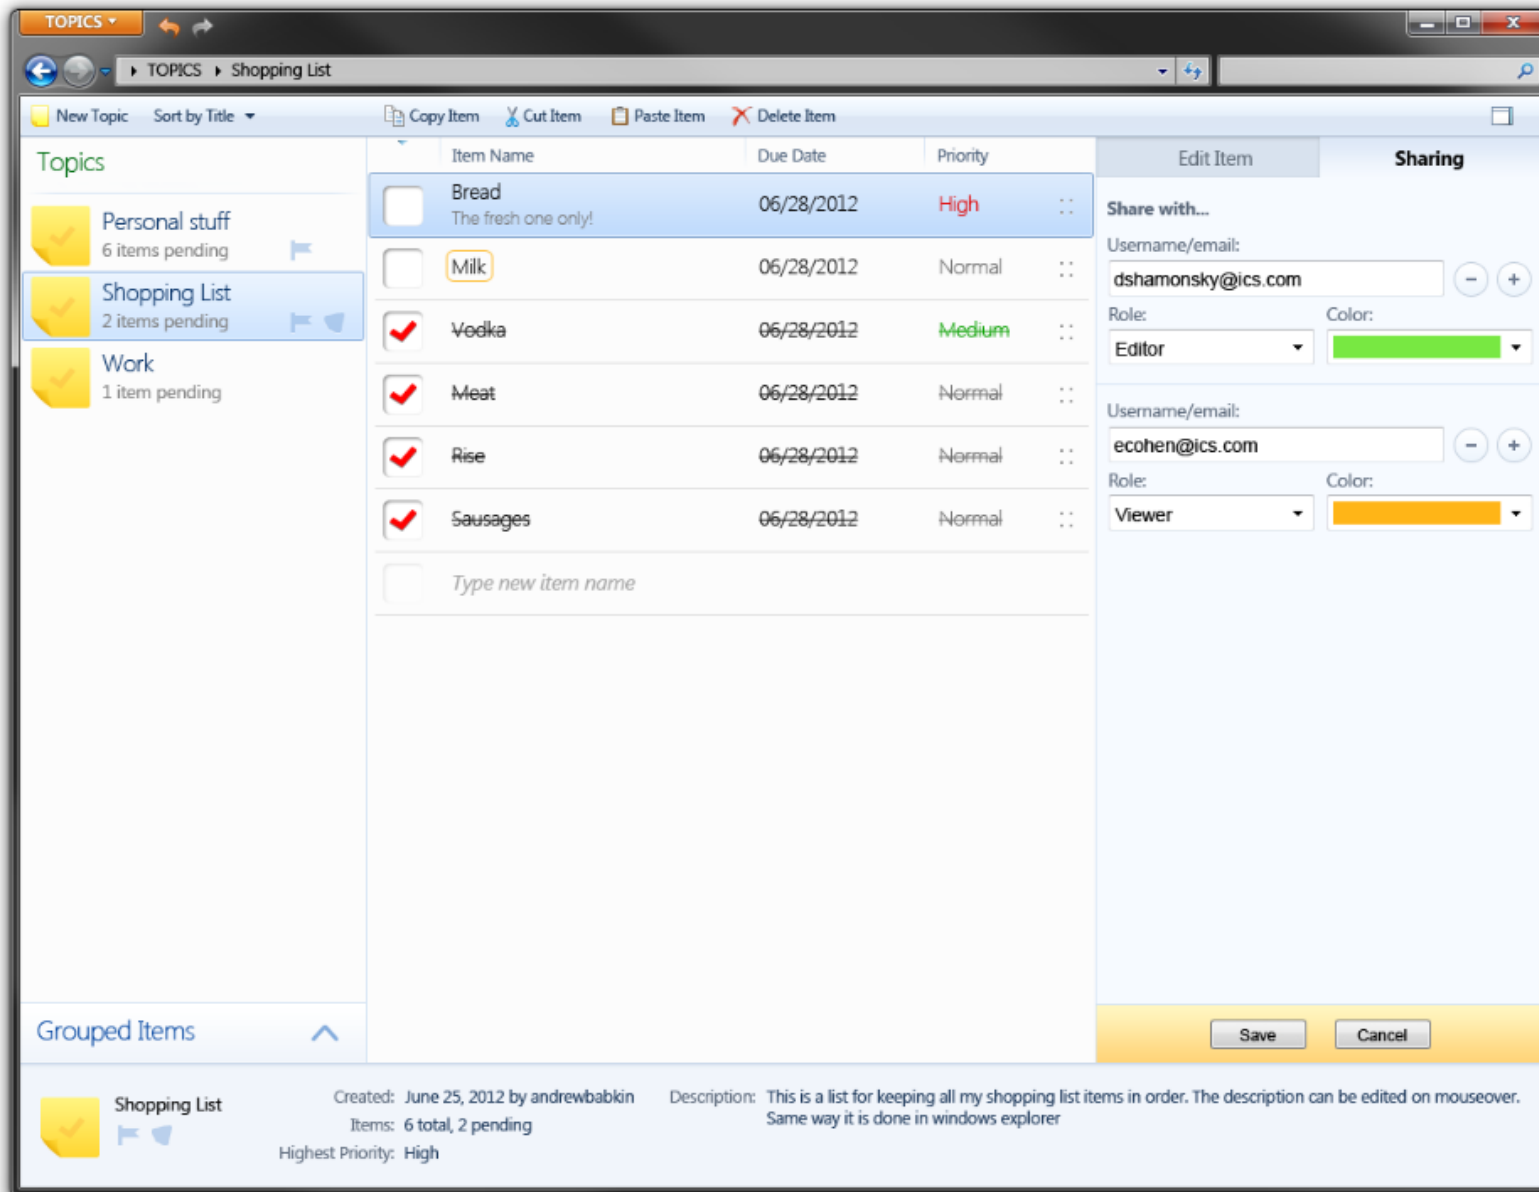 TOPICS
TOPICS Shopping List
New Topic Sort by Title Copy Item Cut Item Paste Item Delete Item
Topics
Personal stuff
6 items pending
Shopping List
2 items pending
Work
1 item pending
Grouped Items
Item Name Due Date Priority
Bread 06/28/2012 High
The fresh one only!
Milk 06/28/2012 Normal
Vodka 06/28/2012 Medium
Meat 06/28/2012 Normal
Rise 06/28/2012 Normal
Sausages 06/28/2012 Normal
Type new item name
Edit Item Sharing
Share with...
Username/email:
dshamonsky@ics.com
Role: Color:
Editor
Username/email:
ecohen@ics.com
Role: Color:
Viewer
Save Cancel
Shopping List
Created: June 25, 2012 by andrewbabkin
Items: 6 total, 2 pending
Highest Priority: High
Description: This is a list for keeping all my shopping list items in order. The description can be edited on mouseover.
Same way it is done in windows explorer